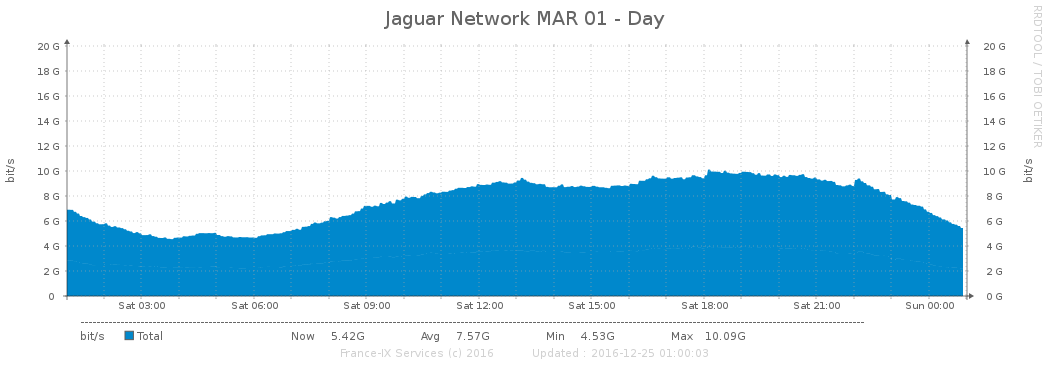 Jaguar Network MAR 01 - Day
RRDTOOL / TOBI OETIKER
20 G 20 G
18 G 18 G
16 G 16 G
14 G 14 G
12 G 12 G
10 G 10 G
8 G 8 G
6 G 6 G
4 G 4 G
2 G 2 G
0 0 G
bit/s bit/s
Sat 03:00 Sat 06:00 Sat 09:00 Sat 12:00 Sat 15:00 Sat 18:00 Sat 21:00 Sun 00:00
bit/s Total Now 5.42G Avg 7.57G Min 4.53G Max 10.09G
France-IX Services (c) 2016 Updated : 2016-12-25 01:00:03